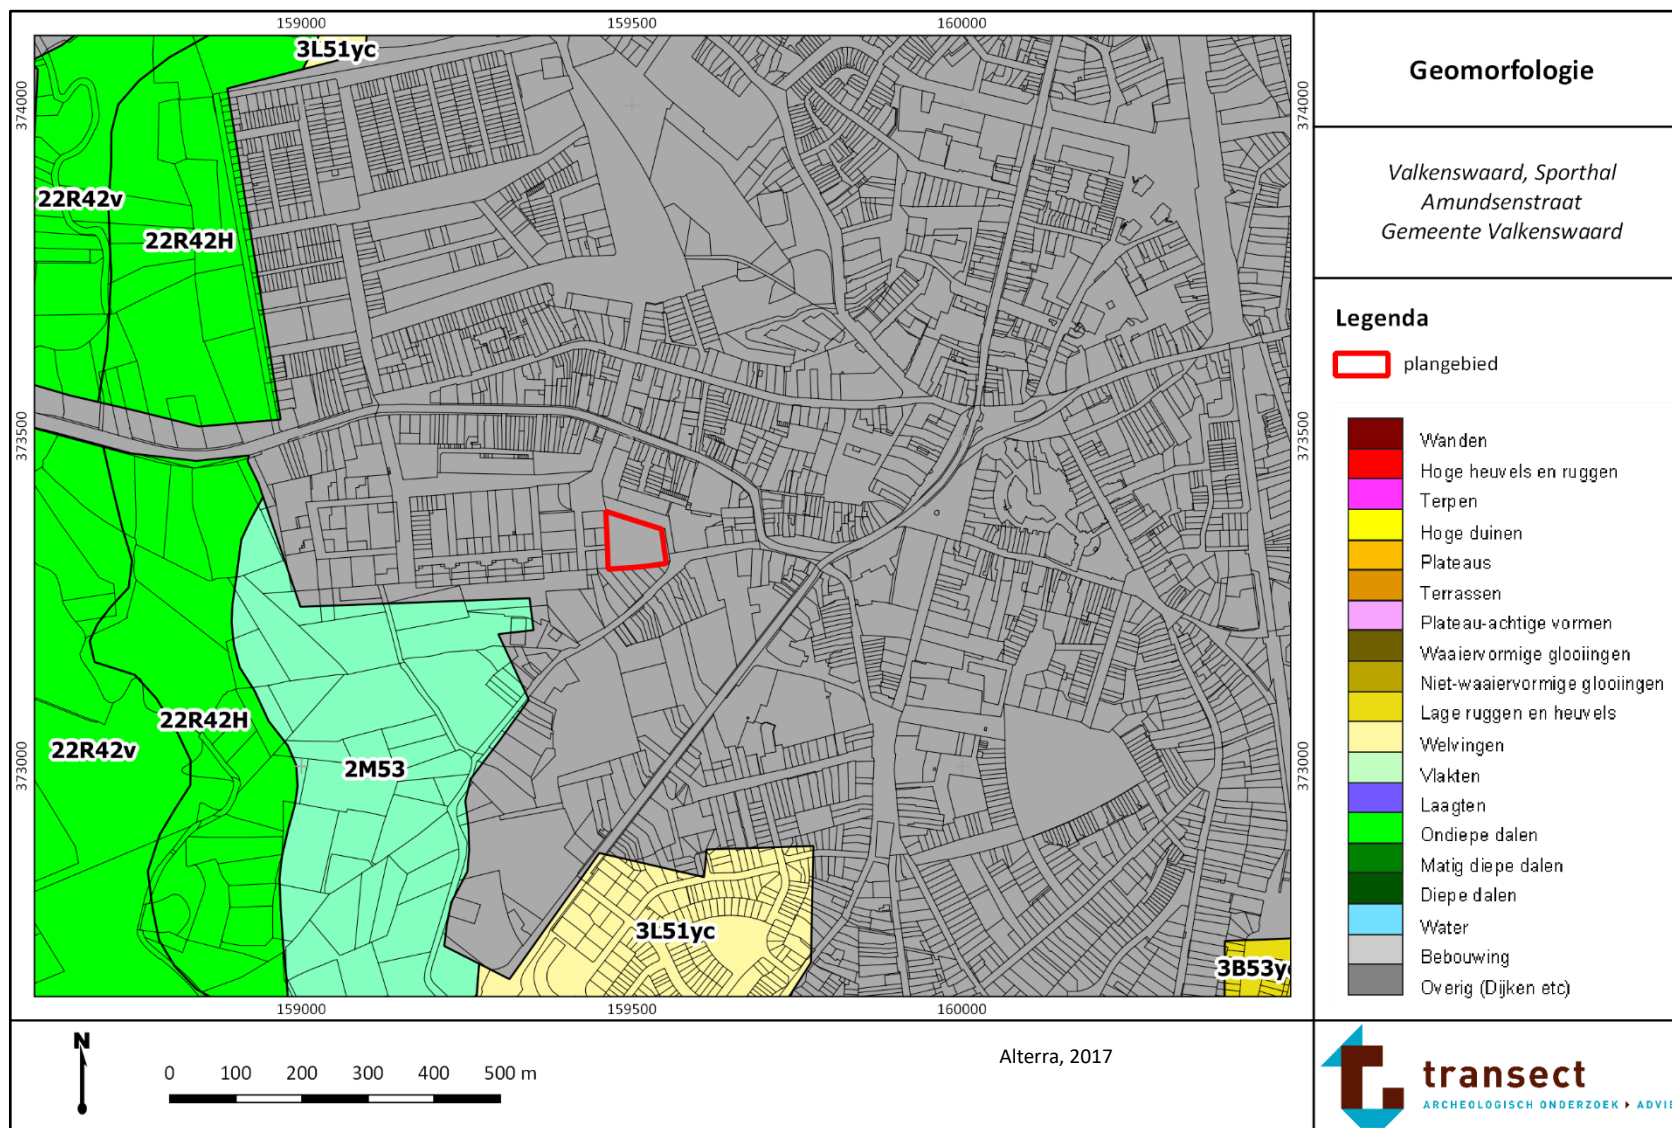 159000
159500
160000
374000
373500
373000
374000
373500
373000
3L51yc
22R42v
22R42H
22R42H
22R42v
2M53
3L51yc
3B53yc
159000
159500
160000
Geomorfologie
Valkenswaard, Sporthal
Amundsenstraat
Gemeente Valkenswaard
Legenda
plangebied
Wanden
Hoge heuvels en ruggen
Terpen
Hoge duinen
Plateaus
Terrassen
Plateau-achtige vormen
Waaiervormige glooiingen
Niet-waaiervormige glooiingen
Lage ruggen en heuvels
Welvingen
Vlakten
Laagten
Ondiepe dalen
Matig diepe dalen
Diepe dalen
Water
Bebouwing
Overig (Dijken etc)
N
0 100 200 300 400 500 m
Alterra, 2017
transect
ARCHEOLOGISCH ONDERZOEK ADVIE